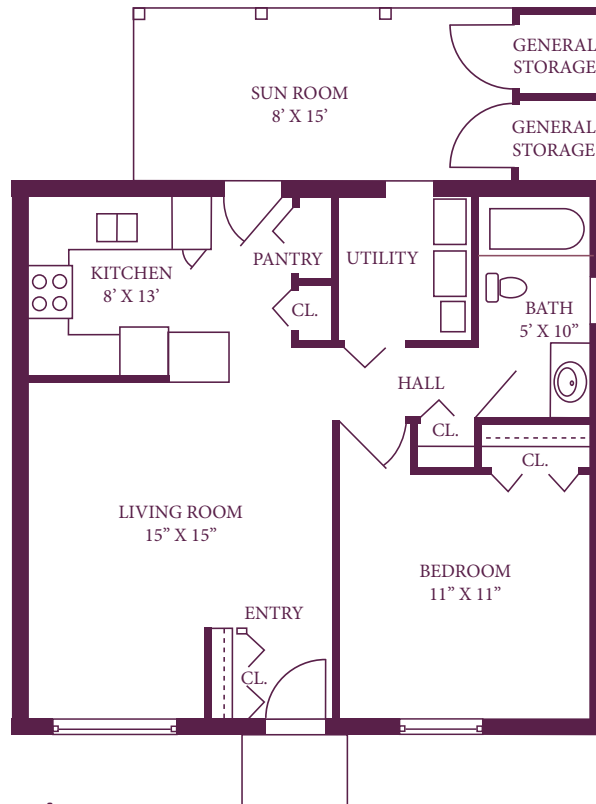 GENERAL
STORAGE
SUN ROOM
8’ X 15’
GENERAL
STORAGE
PANTRY
UTILITY
KITCHEN
8’ X 13’
CL.
BATH
5’ X 10”
HALL
CL.
CL.
LIVING ROOM
15” X 15”
BEDROOM
11” X 11”
ENTRY
CL.